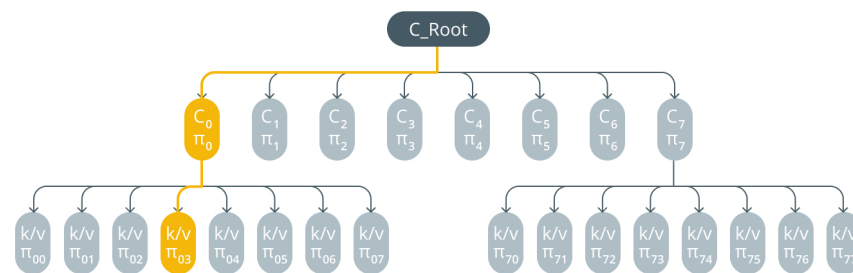 C_Root
C₀ C₁ C₂ C₃ C₄ C₅ C₆ C₇
π₀ π₁ π₂ π₃ π₄ π₅ π₆ π₇
k/v k/v k/v k/v k/v k/v k/v k/v k/v k/v k/v k/v k/v k/v k/v k/v
π₀₀ π₀₁ π₀₂ π₀₃ π₀₄ π₀₅ π₀₆ π₀₇ π₇₀ π₇₁ π₇₂ π₇₃ π₇₄ π₇₅ π₇₆ π₇₇